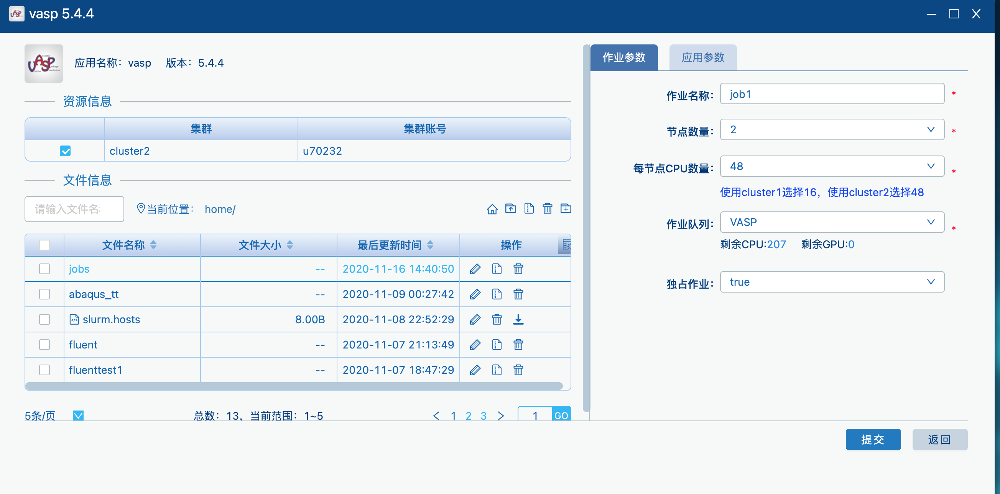 vasp 5.4.4
应用名称： vasp 版本： 5.4.4
资源信息
集群 集群账号
cluster2 u70232
文件信息
请输入文件名
当前位置： home/
文件名称 文件大小 最后更新时间 操作
jobs -- 2020-11-16 14:40:50
abaqus_tt -- 2020-11-09 00:27:42
slurm.hosts 8.00B 2020-11-08 22:52:29
fluent -- 2020-11-07 21:13:49
fluenttest1 -- 2020-11-07 18:47:29
5条/页 总数： 13， 当前范围： 1~5 < 1 2 3 > 1 GO
作业参数 应用参数
作业名称： job1 *
节点数量： 2 *
每节点CPU数量： 48 *
使用cluster1选择16，使用cluster2选择48
作业队列： VASP *
剩余CPU:207 剩余GPU:0
独占作业： true
提交 返回